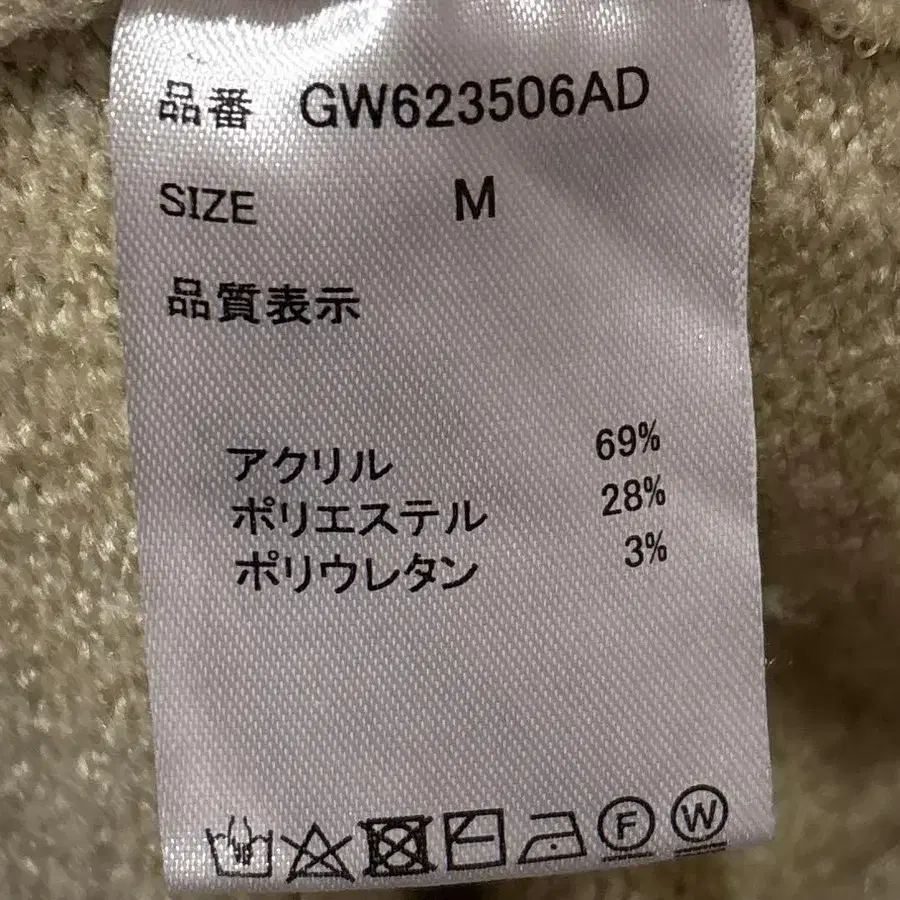 品番 GW623506AD
SIZE M
品質表示
アクリル 69%
ポリエステル 28%
ポリウレタン 3%
F W